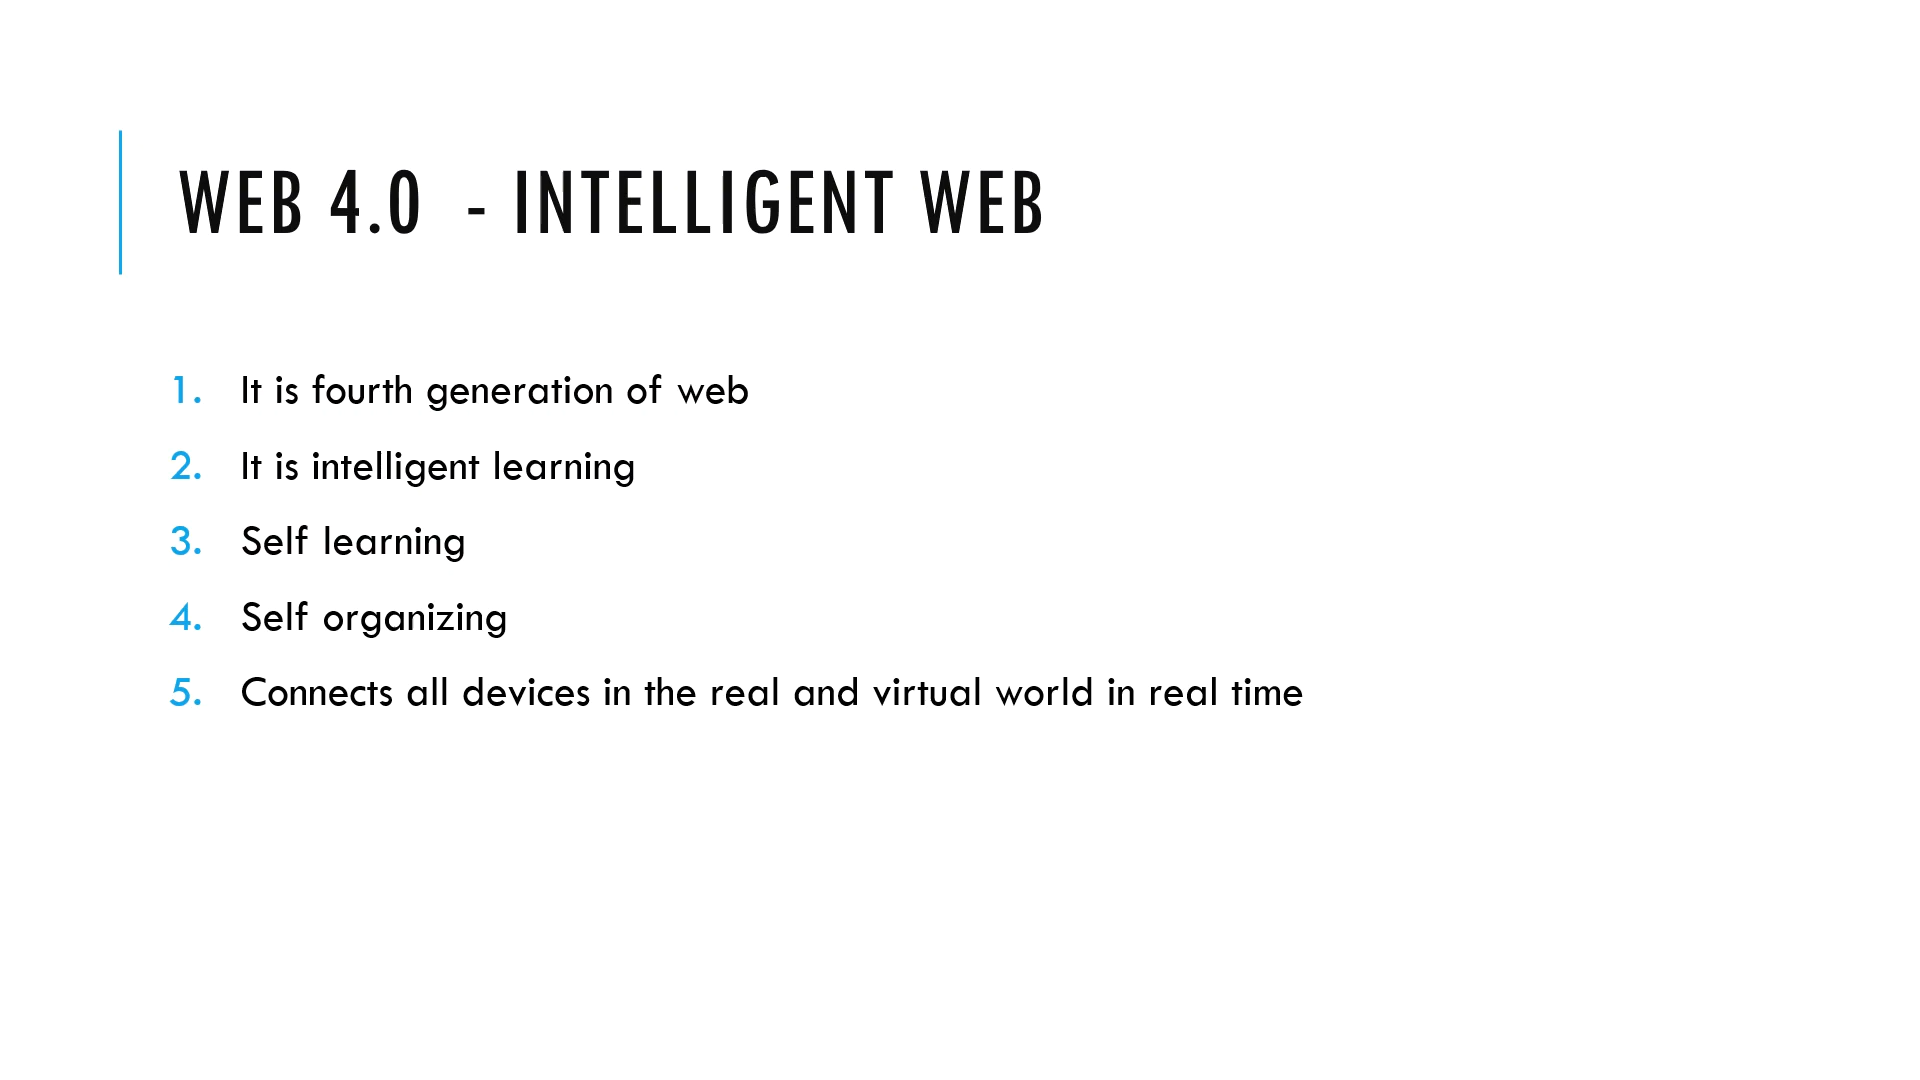 WEB 4.0  - INTELLIGENT WEB
1. It is fourth generation of web
2. It is intelligent learning
3. Self learning
4. Self organizing
5. Connects all devices in the real and virtual world in real time